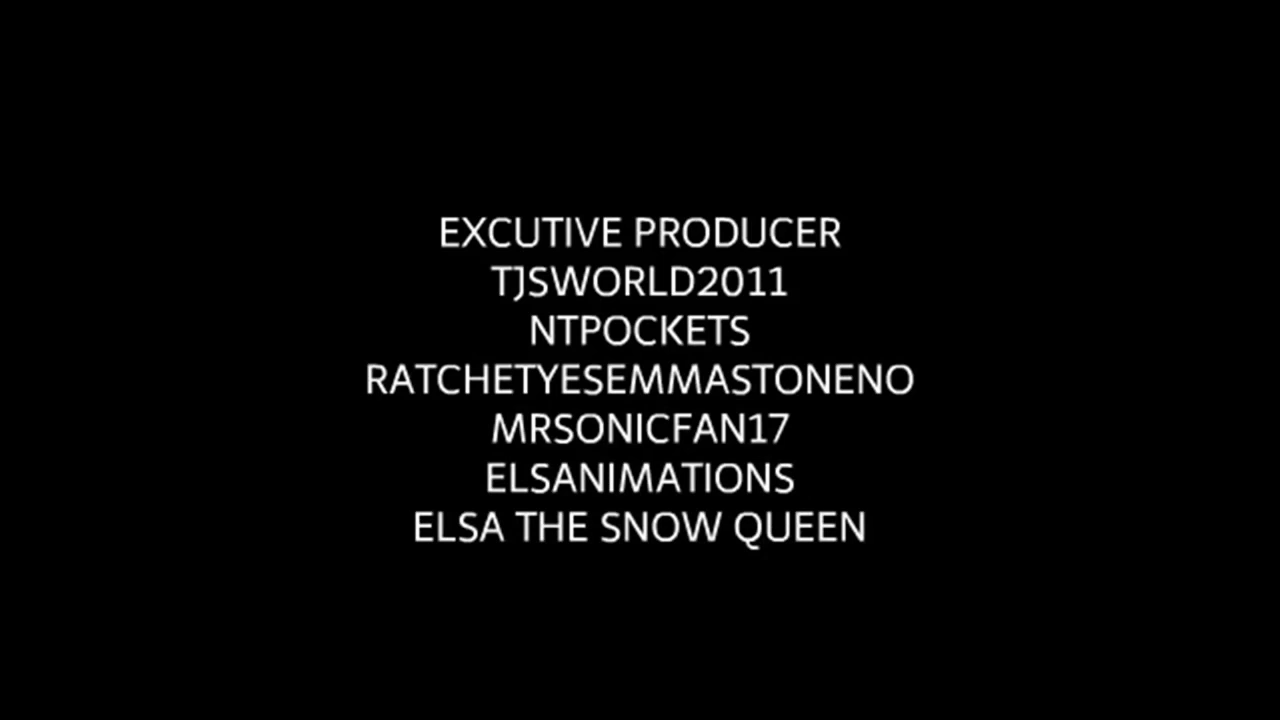 EXCUTIVE PRODUCER
TJSWORLD2011
NTPOCKETS
RATCHETYESEMMASTONENO
MRSONICFAN17
ELSANIMATIONS
ELSA THE SNOW QUEEN